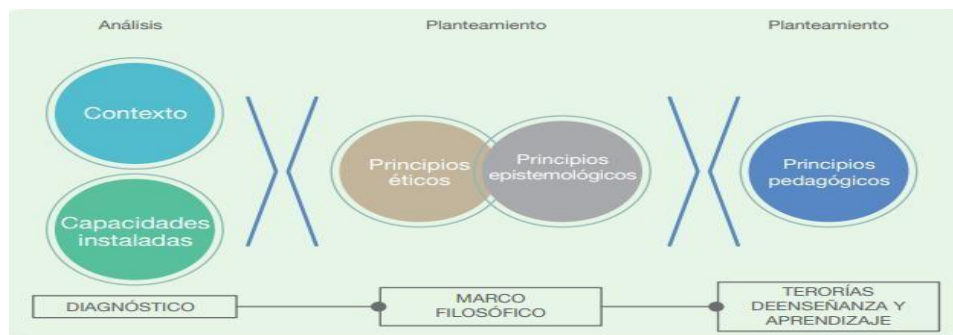 Análisis
Planteamiento
Planteamiento
Contexto
Capacidades
instaladas
Principios
éticos
Principios
epistemológicos
Principios
pedagógicos
DIAGNÓSTICO
MARCO
FILOSÓFICO
TERORÍAS
DEENSEÑANZA Y
APRENDIZAJE